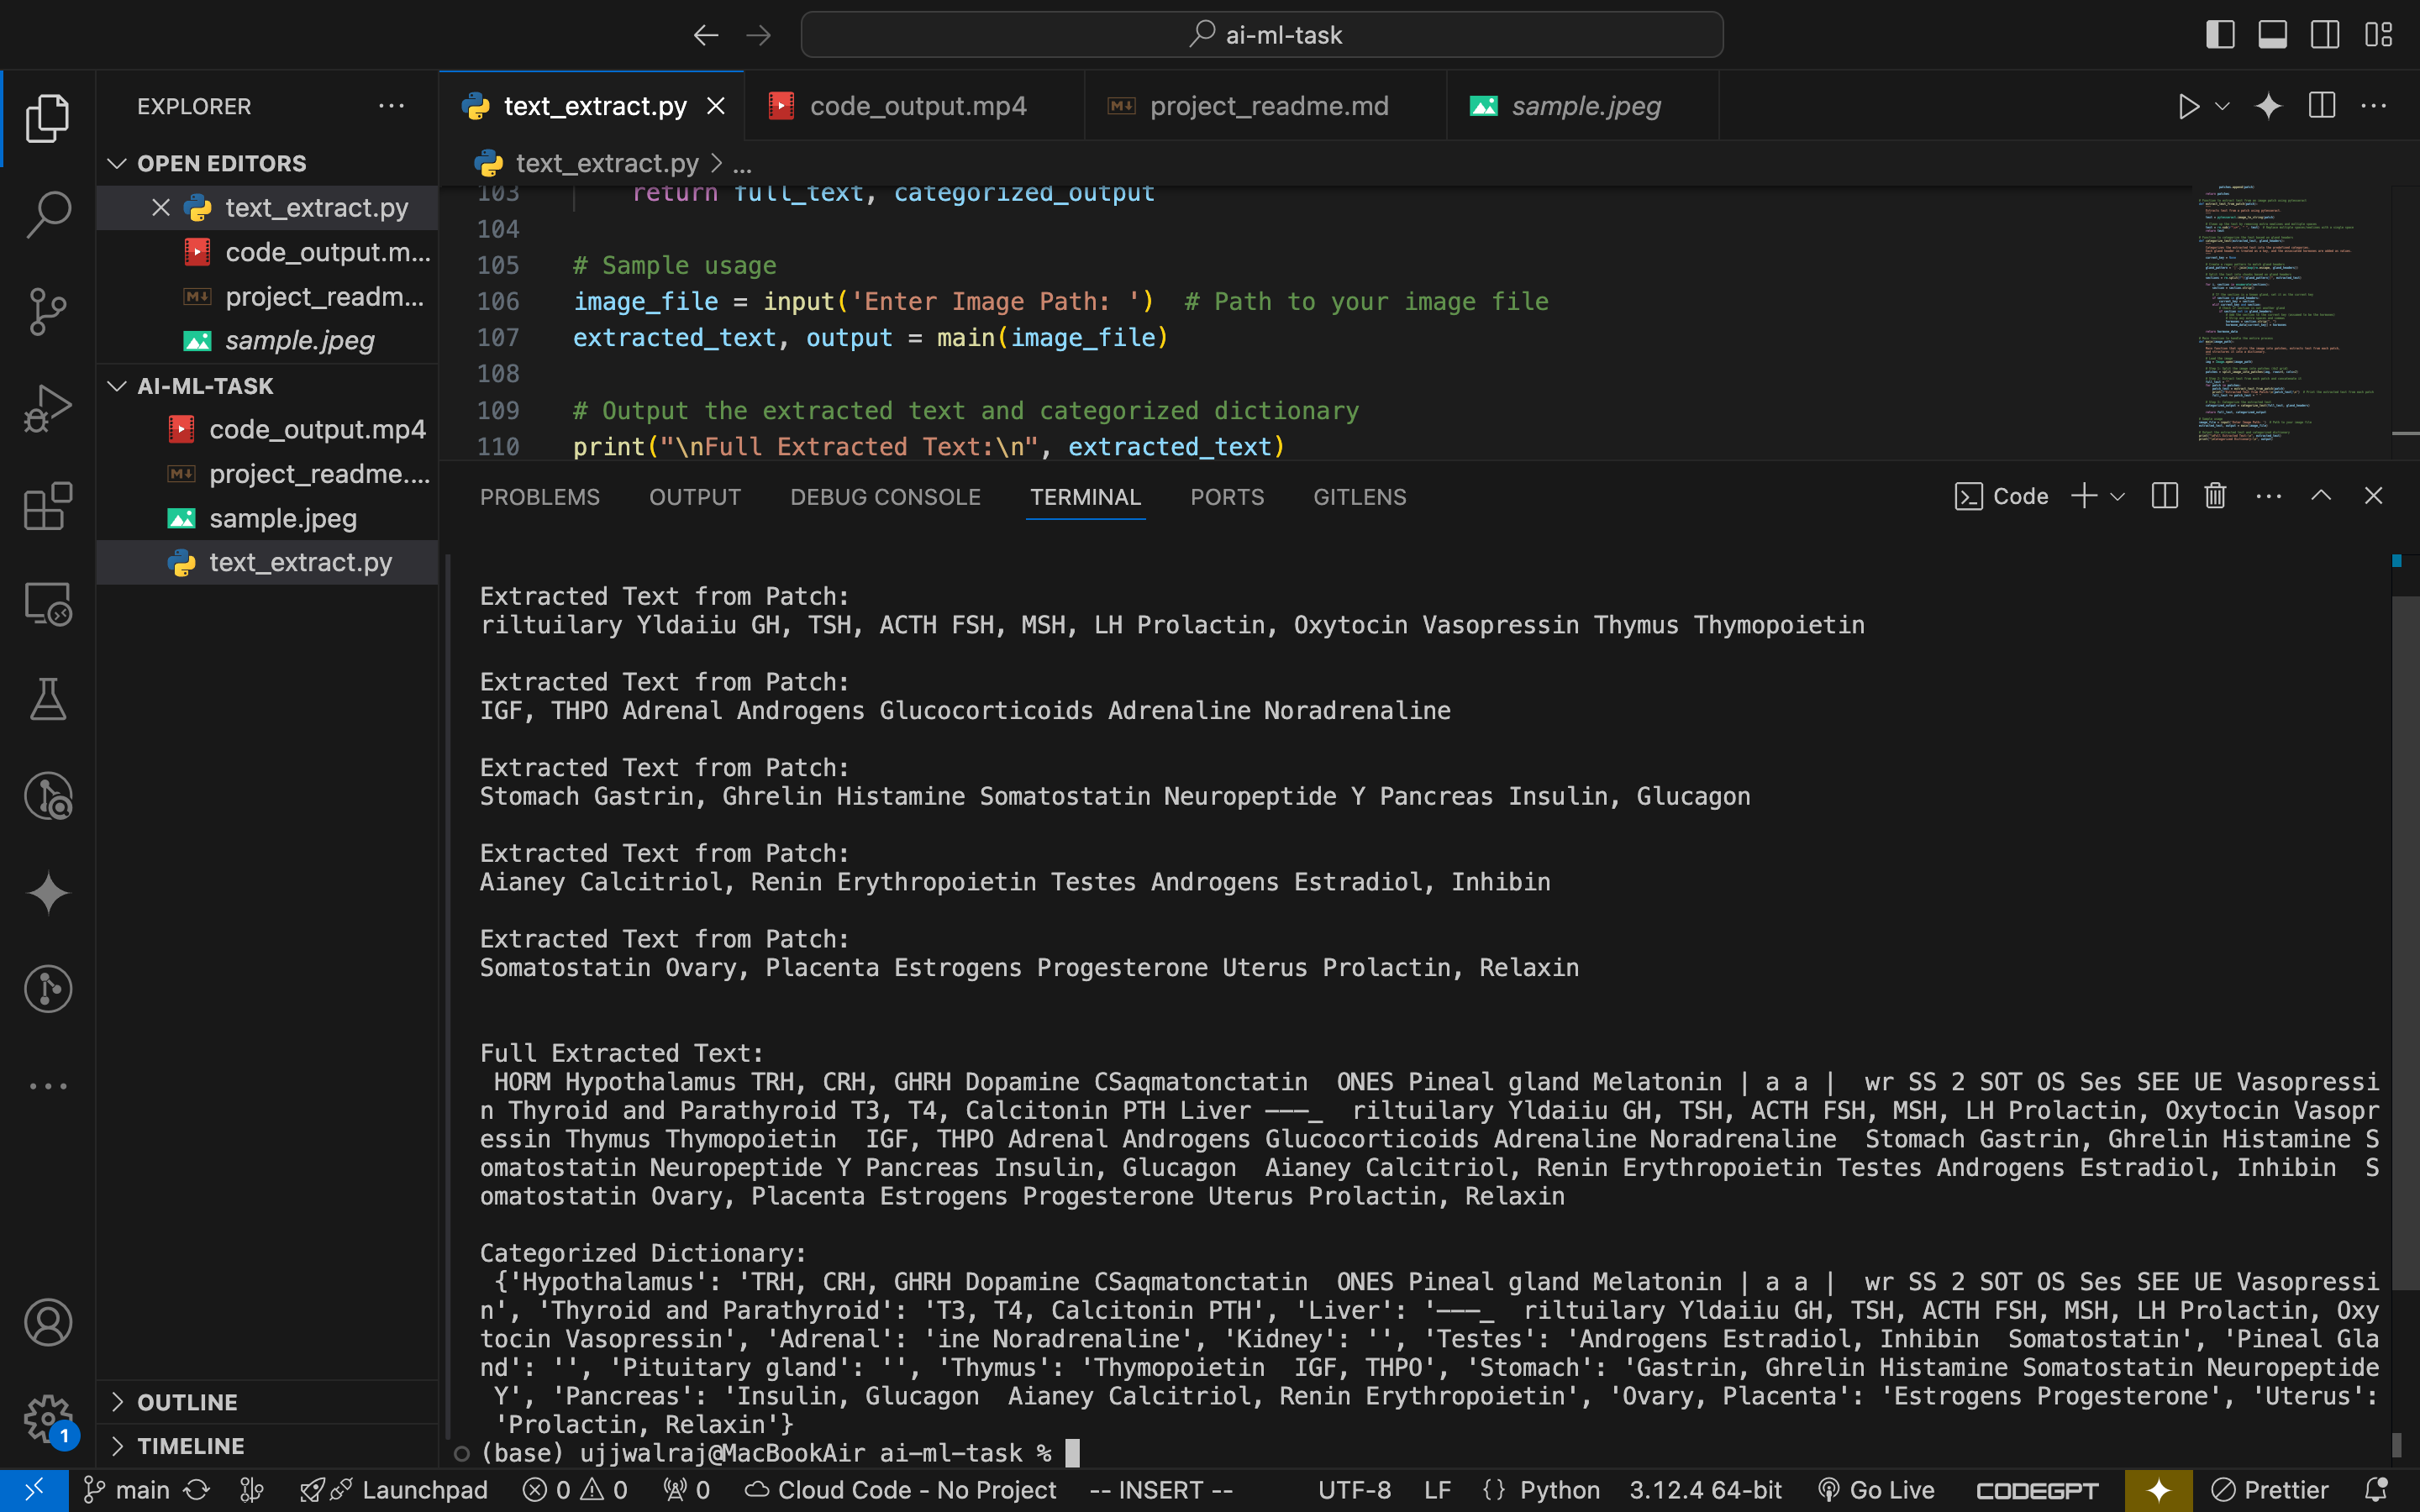 ai-ml-task
EXPLORER
OPEN EDITORS
text_extract.py
code_output.m...
project_readm...
sample.jpeg
AI-ML-TASK
code_output.mp4
project_readme....
sample.jpeg
text_extract.py
OUTLINE
TIMELINE
text_extract.py
code_output.mp4
project_readme.md
sample.jpeg
text_extract.py > ...
103 return full_text, categorized_output
104
105 # Sample usage
106 image_file = input('Enter Image Path: ')  # Path to your image file
107 extracted_text, output = main(image_file)
108
109 # Output the extracted text and categorized dictionary
110 print("\nFull Extracted Text:\n", extracted_text)
PROBLEMS OUTPUT DEBUG CONSOLE TERMINAL PORTS GITLENS Code
Extracted Text from Patch:
riltuilary Yldaiiu GH, TSH, ACTH FSH, MSH, LH Prolactin, Oxytocin Vasopressin Thymus Thymopoietin
Extracted Text from Patch:
IGF, THPO Adrenal Androgens Glucocorticoids Adrenaline Noradrenaline
Extracted Text from Patch:
Stomach Gastrin, Ghrelin Histamine Somatostatin Neuropeptide Y Pancreas Insulin, Glucagon
Extracted Text from Patch:
Aianey Calcitriol, Renin Erythropoietin Testes Androgens Estradiol, Inhibin
Extracted Text from Patch:
Somatostatin Ovary, Placenta Estrogens Progesterone Uterus Prolactin, Relaxin
Full Extracted Text:
HORM Hypothalamus TRH, CRH, GHRH Dopamine CSaqmatonctatin  ONES Pineal gland Melatonin | a a |  wr SS 2 SOT OS Ses SEE UE Vasopressi
n Thyroid and Parathyroid T3, T4, Calcitonin PTH Liver ———_  riltuilary Yldaiiu GH, TSH, ACTH FSH, MSH, LH Prolactin, Oxytocin Vasopr
essin Thymus Thymopoietin  IGF, THPO Adrenal Androgens Glucocorticoids Adrenaline Noradrenaline  Stomach Gastrin, Ghrelin Histamine S
omatostatin Neuropeptide Y Pancreas Insulin, Glucagon  Aianey Calcitriol, Renin Erythropoietin Testes Androgens Estradiol, Inhibin  S
omatostatin Ovary, Placenta Estrogens Progesterone Uterus Prolactin, Relaxin
Categorized Dictionary:
{'Hypothalamus': 'TRH, CRH, GHRH Dopamine CSaqmatonctatin  ONES Pineal gland Melatonin | a a |  wr SS 2 SOT OS Ses SEE UE Vasopressi
n', 'Thyroid and Parathyroid': 'T3, T4, Calcitonin PTH', 'Liver': '———_  riltuilary Yldaiiu GH, TSH, ACTH FSH, MSH, LH Prolactin, Oxy
tocin Vasopressin', 'Adrenal': 'ine Noradrenaline', 'Kidney': '', 'Testes': 'Androgens Estradiol, Inhibin  Somatostatin', 'Pineal Gla
nd': '', 'Pituitary gland': '', 'Thymus': 'Thymopoietin  IGF, THPO', 'Stomach': 'Gastrin, Ghrelin Histamine Somatostatin Neuropeptide
Y', 'Pancreas': 'Insulin, Glucagon  Aianey Calcitriol, Renin Erythropoietin', 'Ovary, Placenta': 'Estrogens Progesterone', 'Uterus':
'Prolactin, Relaxin'}
(base) ujjwalraj@MacBookAir ai-ml-task %
1
main Launchpad 0 0 0 Cloud Code - No Project -- INSERT -- UTF-8 LF {} Python 3.12.4 64-bit Go Live CODEGPT Prettier